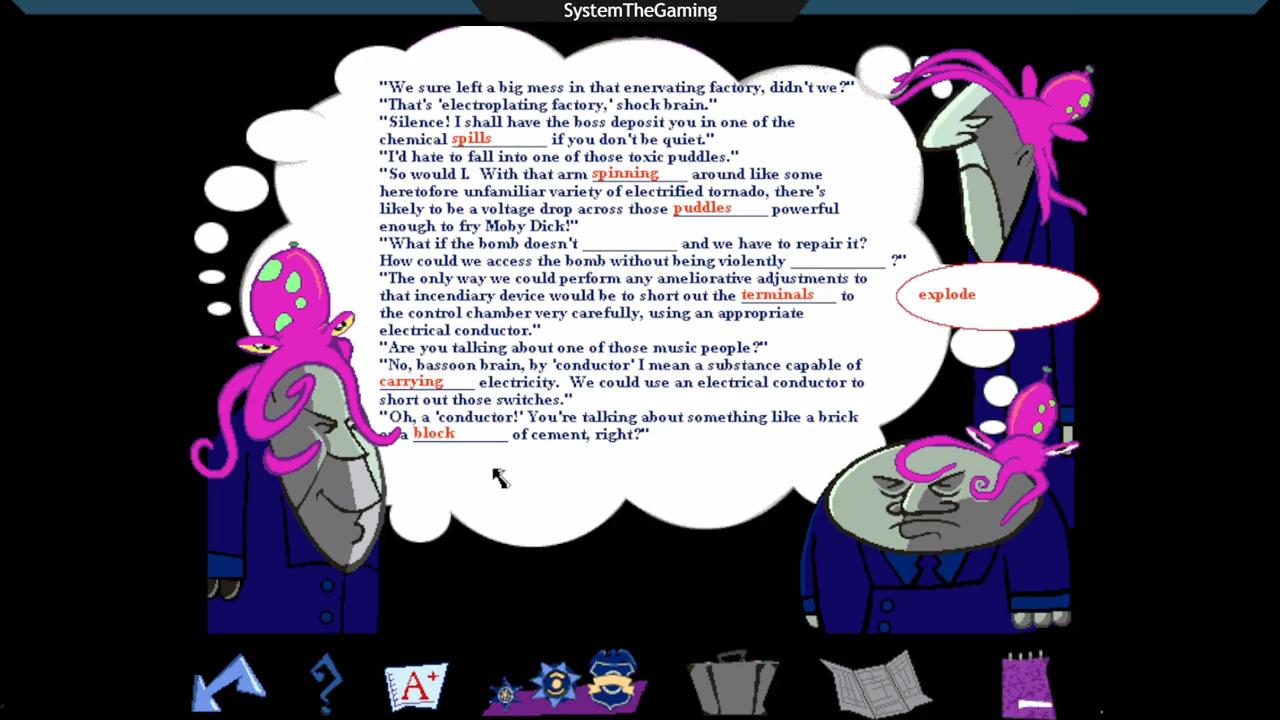 SystemTheGaming
"We sure left a big mess in that enervating factory, didn't we?"
"That's 'electroplating factory,' shock brain."
"Silence! I shall have the boss deposit you in one of the
chemical spills if you don't be quiet."
"I'd hate to fall into one of those toxic puddles."
"So would I. With that arm spinning around like some
heretofore unfamiliar variety of electrified tornado, there's
likely to be a voltage drop across those puddles powerful
enough to fry Moby Dick!"
"What if the bomb doesn't __________ and we have to repair it?
How could we access the bomb without being violently __________ ?"
"The only way we could perform any ameliorative adjustments to
that incendiary device would be to short out the terminals to
the control chamber very carefully, using an appropriate
electrical conductor."
"Are you talking about one of those music people?"
"No, bassoon brain, by 'conductor' I mean a substance capable of
carrying electricity. We could use an electrical conductor to
short out those switches."
"Oh, a 'conductor!' You're talking about something like a brick
a block of cement, right?"
explode
A+